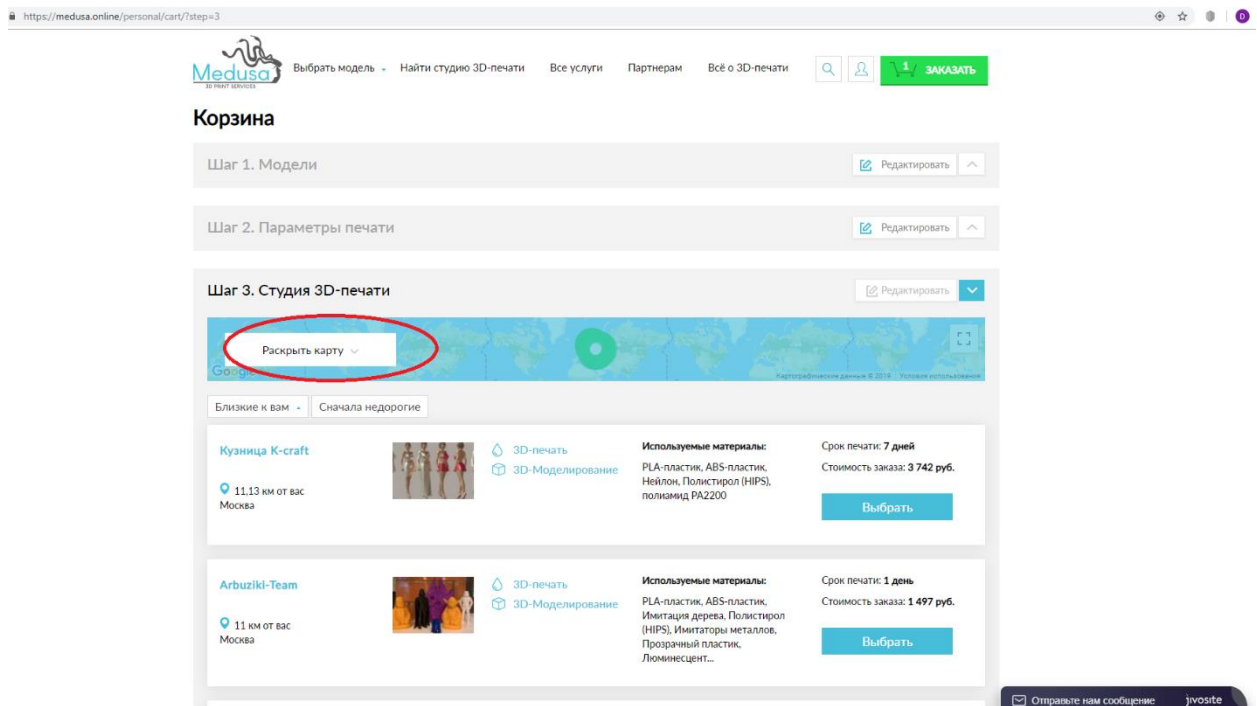 https://medusa.online/personal/cart/?step=3
D
Medusa
3D PRINT SERVICES
Выбрать модель
Найти студию 3D-печати
Все услуги
Партнерам
Всё о 3D-печати
1
ЗАКАЗАТЬ
Корзина
Шаг 1. Модели
Редактировать
Шаг 2. Параметры печати
Редактировать
Шаг 3. Студия 3D-печати
Редактировать
Раскрыть карту
Google
Картографические данные © 2019
Условия использования
Близкие к вам
Сначала недорогие
Кузница K-craft
11,13 км от вас
Москва
3D-печать
3D-Моделирование
Используемые материалы:
PLA-пластик, ABS-пластик,
Нейлон, Полистирол (HIPS),
полиамид PA2200
Срок печати: 7 дней
Стоимость заказа: 3 742 руб.
Выбрать
Arbuziki-Team
11 км от вас
Москва
3D-печать
3D-Моделирование
Используемые материалы:
PLA-пластик, ABS-пластик,
Имитация дерева, Полистирол
(HIPS), Имитаторы металлов,
Прозрачный пластик,
Люминесцент...
Срок печати: 1 день
Стоимость заказа: 1 497 руб.
Выбрать
Отправьте нам сообщение
jivosite